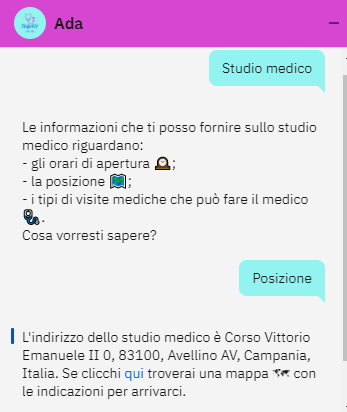 Ada
Studio medico
Le informazioni che ti posso fornire sullo studio
medico riguardano:
- gli orari di apertura 🕰️;
- la posizione 🗺️;
- i tipi di visite mediche che può fare il medico
🩺.
Cosa vorresti sapere?
Posizione
L'indirizzo dello studio medico è Corso Vittorio
Emanuele II 0, 83100, Avellino AV, Campania,
Italia. Se clicchi qui troverai una mappa 🗺 con
le indicazioni per arrivarci.